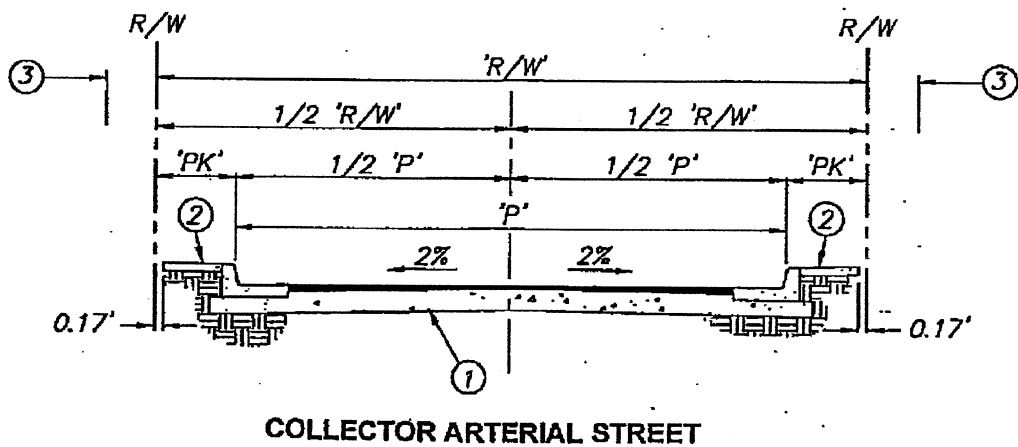 R/W R/W
3 'R/W' 3
1/2 'R/W' 1/2 'R/W'
'PK' 1/2 'P' 1/2 'P' 'PK'
2 'P' 2
2% 2%
0.17' 0.17'
1
COLLECTOR ARTERIAL STREET